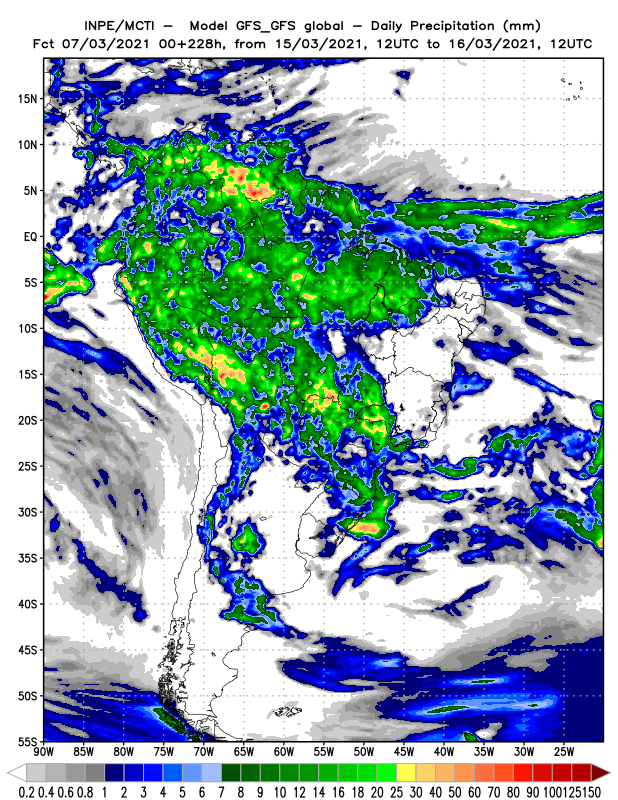 INPE/MCTI — Model GFS_GFS global — Daily Precipitation (mm)
Fct 07/03/2021 00+228h, from 15/03/2021, 12UTC to 16/03/2021, 12UTC
15N
10N
5N
EQ
5S
10S
15S
20S
25S
30S
35S
40S
45S
50S
55S
90W 85W 80W 75W 70W 65W 60W 55W 50W 45W 40W 35W 30W 25W
0.2 0.4 0.6 0.8 1 2 3 4 5 6 7 8 9 10 12 14 16 18 20 25 30 40 50 60 70 80 90 100 125 150